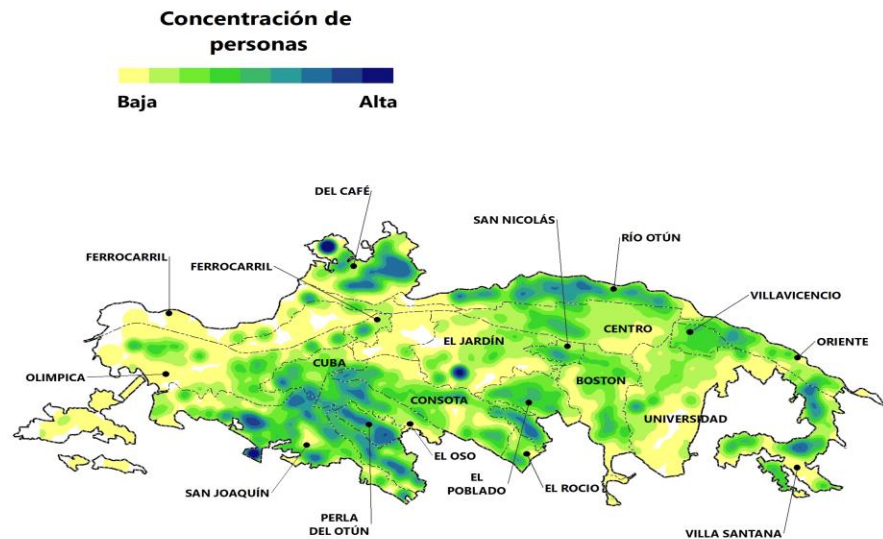 Concentración de
personas
Baja
Alta
DEL CAFÉ
SAN NICOLÁS
RÍO OTÚN
FERROCARRIL
FERROCARRIL
VILLAVICENCIO
CENTRO
EL JARDÍN
ORIENTE
CUBA
OLIMPICA
BOSTON
CONSOTA
UNIVERSIDAD
EL OSO
EL
POBLADO
EL ROCIO
SAN JOAQUÍN
PERLA
DEL OTÚN
VILLA SANTANA